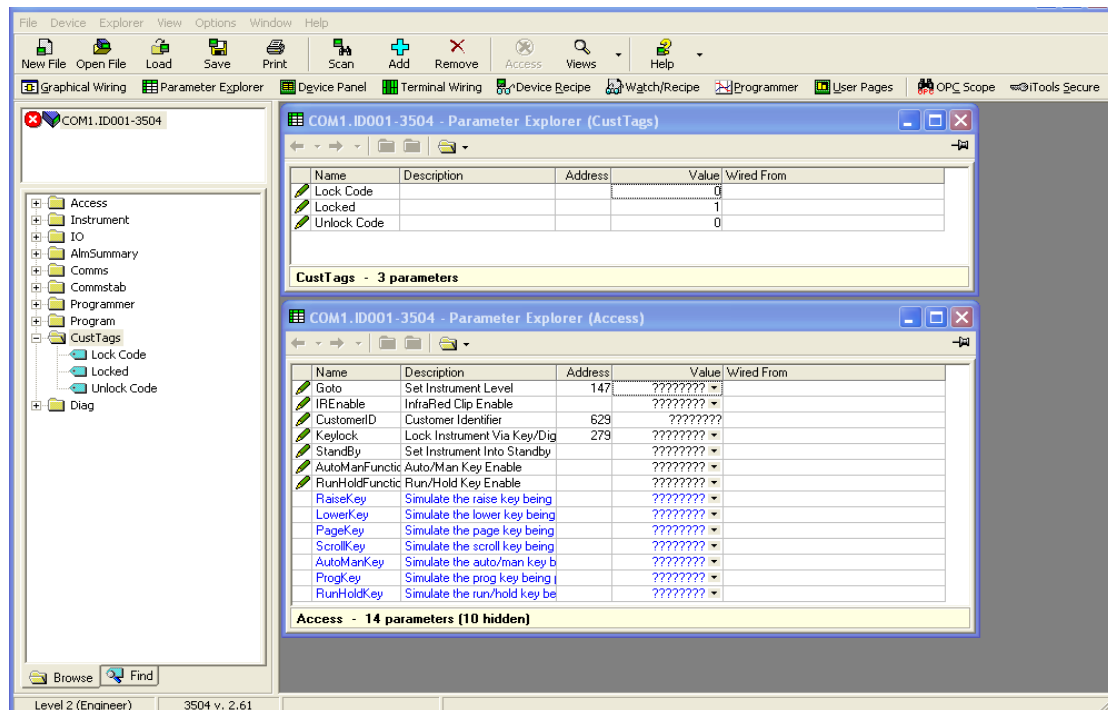 File Device Explorer View Options Window Help
New File Open File Load Save Print Scan Add Remove Access Views Help
Graphical Wiring Parameter Explorer Device Panel Terminal Wiring Device Recipe Watch/Recipe Programmer User Pages OPC Scope iTools Secure
COM1.ID001-3504
Access
Instrument
IO
AlmSummary
Comms
Commstab
Programmer
Program
CustTags
Lock Code
Locked
Unlock Code
Diag
Browse Find
COM1.ID001-3504 - Parameter Explorer (CustTags)
Name Description Address Value Wired From
Lock Code 0
Locked 1
Unlock Code 0
CustTags - 3 parameters
COM1.ID001-3504 - Parameter Explorer (Access)
Name Description Address Value Wired From
Goto Set Instrument Level 147 ????????
IREnable InfraRed Clip Enable ????????
CustomerID Customer Identifier 629 ????????
Keylock Lock Instrument Via Key/Dig 279 ????????
StandBy Set Instrument Into Standby ????????
AutoManFunctic Auto/Man Key Enable ????????
RunHoldFunctic Run/Hold Key Enable ????????
RaiseKey Simulate the raise key being ????????
LowerKey Simulate the lower key being ????????
PageKey Simulate the page key being ????????
ScrollKey Simulate the scroll key being ????????
AutoManKey Simulate the auto/man key b ????????
ProgKey Simulate the prog key being ????????
RunHoldKey Simulate the run/hold key be ????????
Access - 14 parameters (10 hidden)
Level 2 (Engineer) 3504 v. 2.61